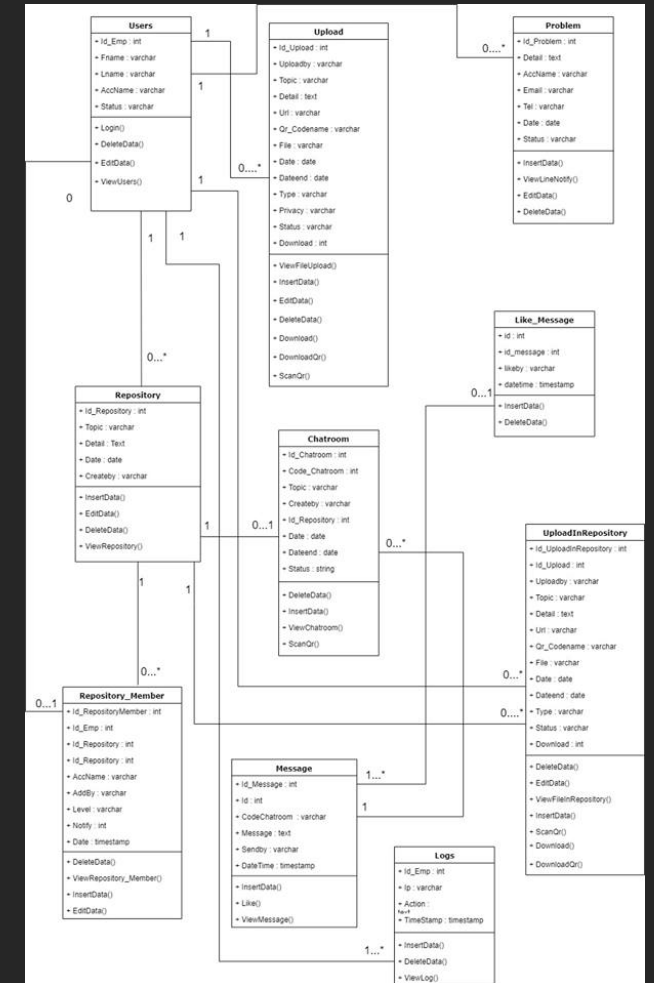 Users
+ Id_Emp : int
+ Fname : varchar
+ Lname : varchar
+ AccName : varchar
+ Status : varchar
+ Login()
+ DeleteData()
+ EditData()
+ ViewUsers()
1
1
1
0
1
1
0...*
0....*
0....*
Upload
+ Id_Upload : int
+ Uploadby : varchar
+ Topic : varchar
+ Detail : text
+ Url : varchar
+ Qr_Codename : varchar
+ File : varchar
+ Date : date
+ Dateend : date
+ Type : varchar
+ Privacy : varchar
+ Status : varchar
+ Download : int
+ ViewFileUpload()
+ InsertData()
+ EditData()
+ DeleteData()
+ Download()
+ DownloadQr()
+ ScanQr()
Problem
+ Id_Problem : int
+ Detail : text
+ AccName : varchar
+ Email : varchar
+ Tel : varchar
+ Date : date
+ Status : varchar
+ InsertData()
+ ViewLineNotify()
+ EditData()
+ DeleteData()
Like_Message
+ id : int
+ id_message : int
+ likeby : varchar
+ datetime : timestamp
+ InsertData()
+ DeleteData()
0...1
Repository
+ Id_Repository : int
+ Topic : varchar
+ Detail : Text
+ Date : date
+ Createby : varchar
+ InsertData()
+ EditData()
+ DeleteData()
+ ViewRepository()
1
0...1
1
1
0...*
Chatroom
+ Id_Chatroom : int
+ Code_Chatroom : int
+ Topic : varchar
+ Createby : varchar
+ Id_Repository : int
+ Date : date
+ Dateend : date
+ Status : string
+ DeleteData()
+ InsertData()
+ ViewChatroom()
+ ScanQr()
0...*
UploadInRepository
+ Id_UploadInRepository : int
+ Id_Upload : int
+ Uploadby : varchar
+ Topic : varchar
+ Detail : text
+ Url : varchar
+ Qr_Codename : varchar
+ File : varchar
+ Date : date
+ Dateend : date
+ Type : varchar
+ Status : varchar
+ Download : int
+ DeleteData()
+ EditData()
+ ViewFileInRepository()
+ InsertData()
+ ScanQr()
+ Download()
+ DownloadQr()
0...*
0....*
Repository_Member
+ Id_RepositoryMember : int
+ Id_Emp : int
+ Id_Repository : int
+ Id_Repository : int
+ AccName : varchar
+ AddBy : varchar
+ Level : varchar
+ Notify : int
+ Date : timestamp
+ DeleteData()
+ ViewRepository_Member()
+ InsertData()
+ EditData()
0...1
Message
+ Id_Message : int
+ Id : int
+ CodeChatroom : varchar
+ Message : text
+ Sendby : varchar
+ DateTime : timestamp
+ InsertData()
+ Like()
+ ViewMessage()
1...*
1
Logs
+ Id_Emp : int
+ Ip : varchar
+ Action :
+ TimeStamp : timestamp
+ InsertData()
+ DeleteData()
+ ViewLog()
1...*